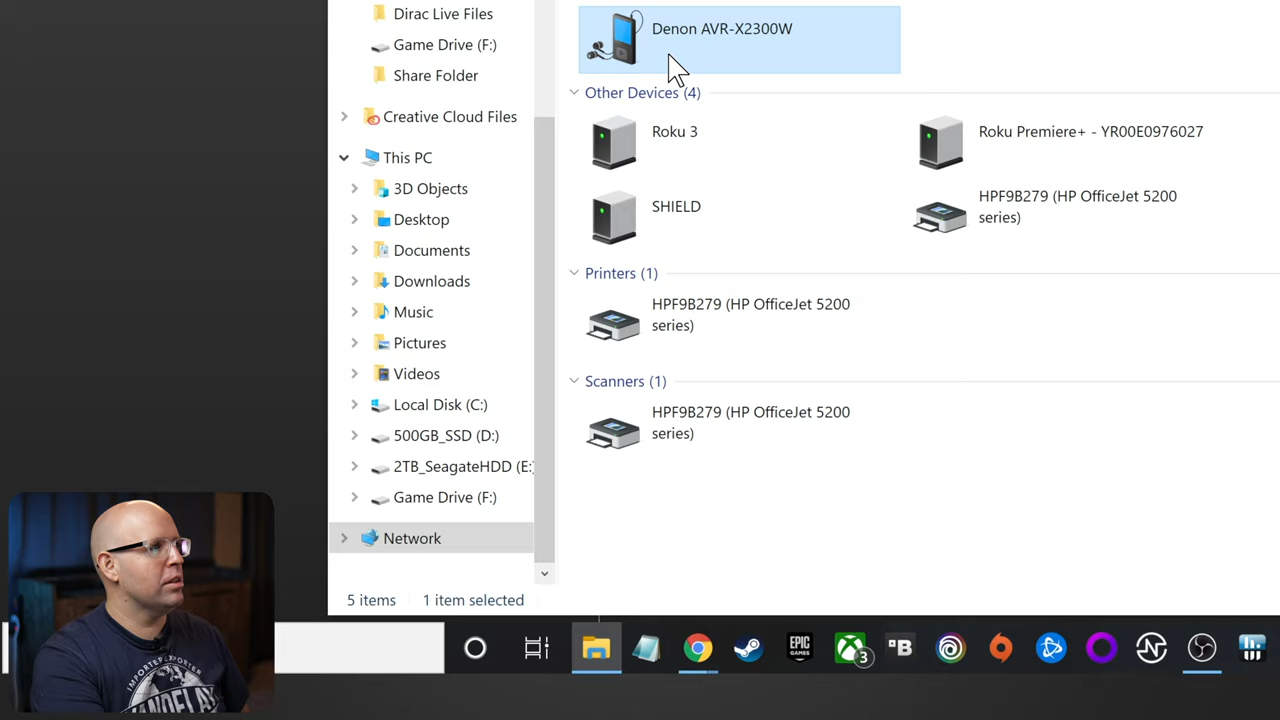 Dirac Live Files
Game Drive (F:)
Share Folder
Creative Cloud Files
This PC
3D Objects
Desktop
Documents
Downloads
Music
Pictures
Videos
Local Disk (C:)
500GB_SSD (D:)
2TB_SeagateHDD (E:)
Game Drive (F:)
Network
5 items
1 item selected
Denon AVR-X2300W
Other Devices (4)
Roku 3
Roku Premiere+ - YR00E0976027
SHIELD
HPF9B279 (HP OfficeJet 5200
series)
Printers (1)
HPF9B279 (HP OfficeJet 5200
series)
Scanners (1)
HPF9B279 (HP OfficeJet 5200
series)
EPIC
GAMES
3
B